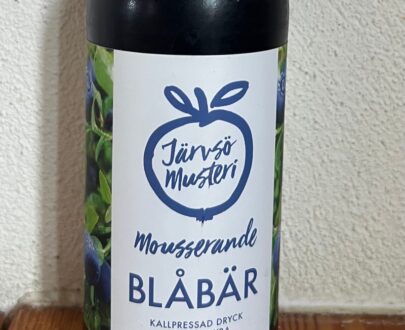 Järvsö
Musteri
Mousserande
BLÅBÄR
KALLPRESSAD DRYCK